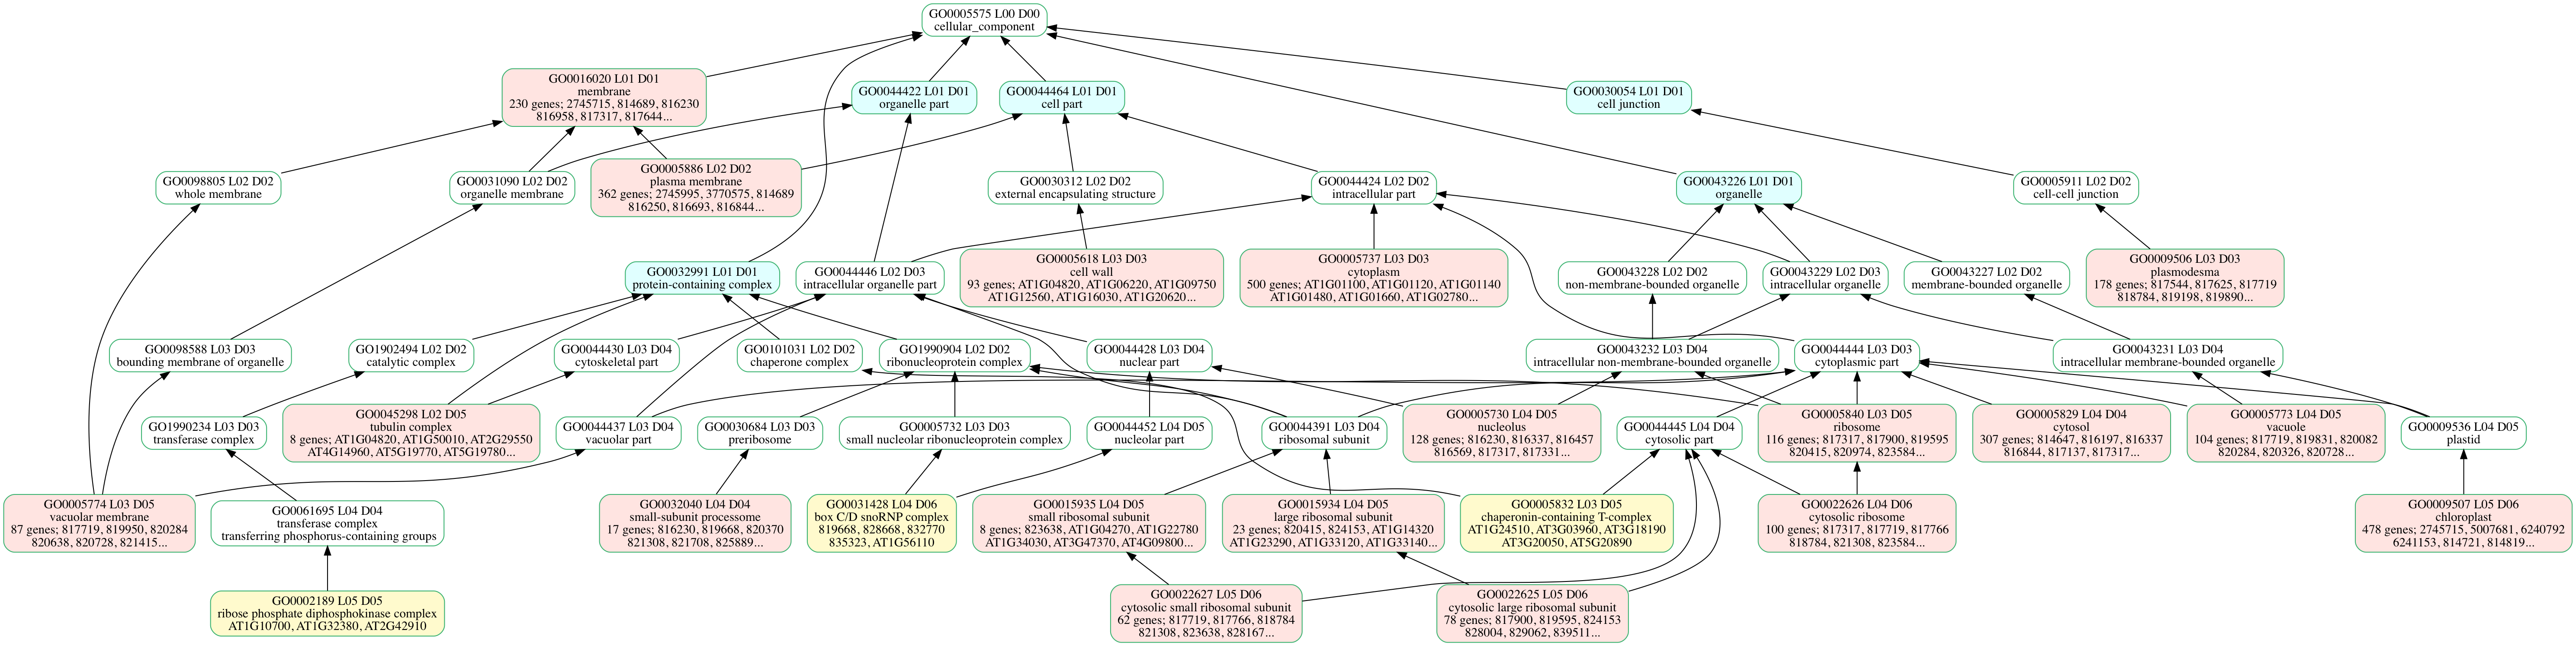 GO0005575 L00 D00
cellular_component
GO0016020 L01 D01
membrane
230 genes; 2745715, 814689, 816230
816958, 817317, 817644...
GO0044422 L01 D01
organelle part
GO0044464 L01 D01
cell part
GO0030054 L01 D01
cell junction
GO0098805 L02 D02
whole membrane
GO0031090 L02 D02
organelle membrane
GO0005886 L02 D02
plasma membrane
362 genes; 2745995, 3770575, 814689
816250, 816693, 816844...
GO0030312 L02 D02
external encapsulating structure
GO0044424 L02 D02
intracellular part
GO0043226 L01 D01
organelle
GO0005911 L02 D02
cell-cell junction
GO0032991 L01 D01
protein-containing complex
GO0044446 L02 D03
intracellular organelle part
GO0005618 L03 D03
cell wall
93 genes; AT1G04820, AT1G06220, AT1G09750
AT1G12560, AT1G16030, AT1G20620...
GO0005737 L03 D03
cytoplasm
500 genes; AT1G01100, AT1G01120, AT1G01140
AT1G01480, AT1G01660, AT1G02780...
GO0043228 L02 D02
non-membrane-bounded organelle
GO0043229 L02 D03
intracellular organelle
GO0043227 L02 D02
membrane-bounded organelle
GO0009506 L03 D03
plasmodesma
178 genes; 817544, 817625, 817719
818784, 819198, 819890...
GO0098588 L03 D03
bounding membrane of organelle
GO1902494 L02 D02
catalytic complex
GO0044430 L03 D04
cytoskeletal part
GO0101031 L02 D02
chaperone complex
GO1990904 L02 D02
ribonucleoprotein complex
GO0044428 L03 D04
nuclear part
GO0043232 L03 D04
intracellular non-membrane-bounded organelle
GO0044444 L03 D03
cytoplasmic part
GO0043231 L03 D04
intracellular membrane-bounded organelle
GO1990234 L03 D03
transferase complex
GO0045298 L02 D05
tubulin complex
8 genes; AT1G04820, AT1G50010, AT2G29550
AT4G14960, AT5G19770, AT5G19780...
GO0044437 L03 D04
vacuolar part
GO0030684 L03 D03
preribosome
GO0005732 L03 D03
small nucleolar ribonucleoprotein complex
GO0044452 L04 D05
nucleolar part
GO0044391 L03 D04
ribosomal subunit
GO0005730 L04 D05
nucleolus
128 genes; 816230, 816337, 816457
816569, 817317, 817331...
GO0044445 L04 D04
cytosolic part
GO0005840 L03 D05
ribosome
116 genes; 817317, 817900, 819595
820415, 820974, 823584...
GO0005829 L04 D04
cytosol
307 genes; 814647, 816197, 816337
816844, 817137, 817317...
GO0005773 L04 D05
vacuole
104 genes; 817719, 819831, 820082
820284, 820326, 820728...
GO0009536 L04 D05
plastid
GO0005774 L03 D05
vacuolar membrane
87 genes; 817719, 819950, 820284
820638, 820728, 821415...
GO0061695 L04 D04
transferase complex
transferring phosphorus-containing groups
GO0032040 L04 D04
small-subunit processome
17 genes; 816230, 819668, 820370
821308, 821708, 825889...
GO0031428 L04 D06
box C/D snoRNP complex
819668, 828668, 832770
835323, AT1G56110
GO0015935 L04 D05
small ribosomal subunit
8 genes; 823638, AT1G04270, AT1G22780
AT1G34030, AT3G47370, AT4G09800...
GO0015934 L04 D05
large ribosomal subunit
23 genes; 820415, 824153, AT1G14320
AT1G23290, AT1G33120, AT1G33140...
GO0005832 L03 D05
chaperonin-containing T-complex
AT1G24510, AT3G03960, AT3G18190
AT3G20050, AT5G20890
GO0022626 L04 D06
cytosolic ribosome
100 genes; 817317, 817719, 817766
818784, 821308, 823584...
GO0009507 L05 D06
chloroplast
478 genes; 2745715, 5007681, 6240792
6241153, 814721, 814819...
GO0002189 L05 D05
ribose phosphate diphosphokinase complex
AT1G10700, AT1G32380, AT2G42910
GO0022627 L05 D06
cytosolic small ribosomal subunit
62 genes; 817719, 817766, 818784
821308, 823638, 828167...
GO0022625 L05 D06
cytosolic large ribosomal subunit
78 genes; 817900, 819595, 824153
828004, 829062, 839511...